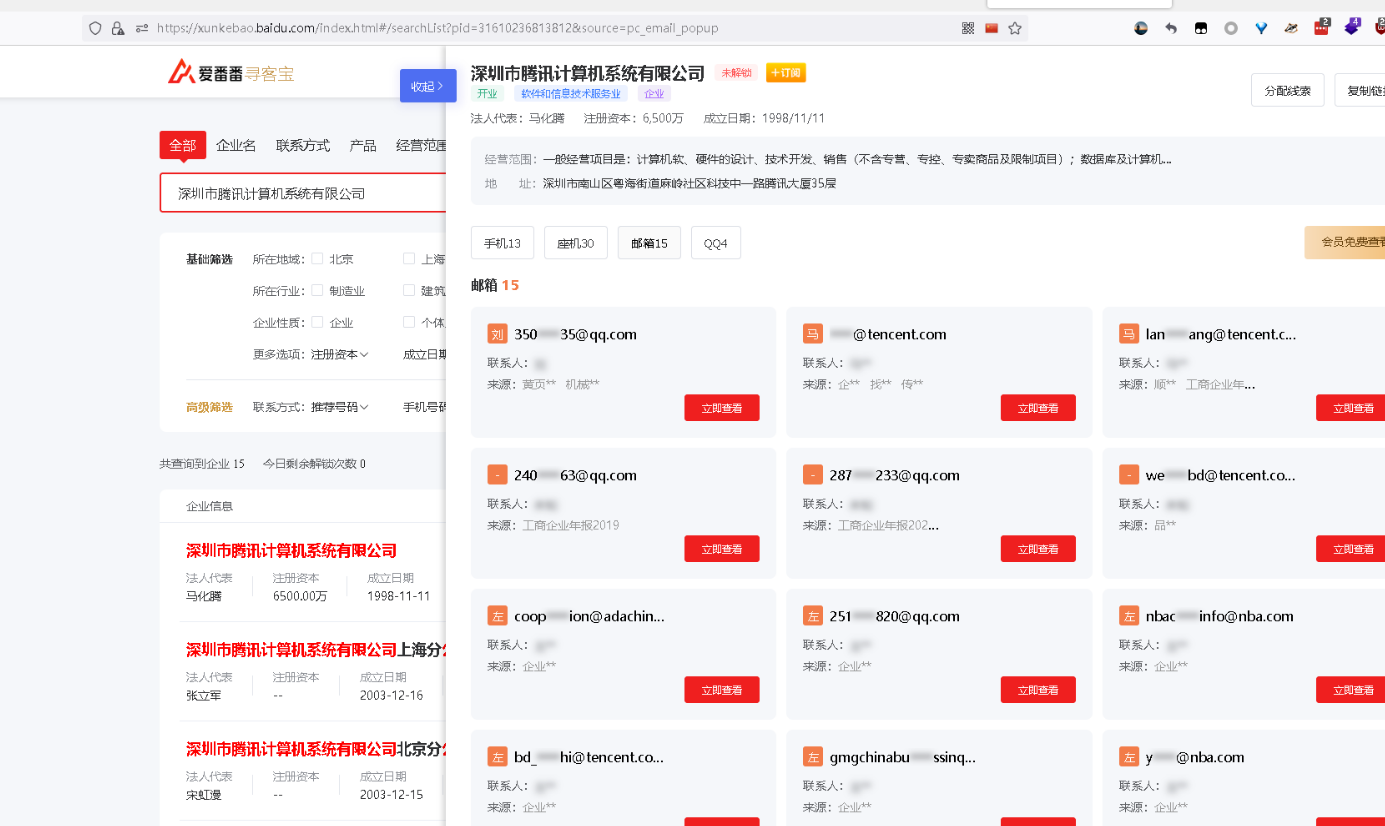 https://xunkebao.baidu.com/index.html#/searchList?pid=31610236813812&source=pc_email_popup
爱番番寻客宝
收起
全部 企业名 联系方式 产品 经营范围
深圳市腾讯计算机系统有限公司
基础筛选 所在地域： 北京 上海
所在行业： 制造业 建筑
企业性质： 企业 个体
更多选项： 注册资本 成立日期
高级筛选 联系方式： 推荐号码 手机号码
共查询到企业 15 今日剩余解锁次数 0
企业信息
深圳市腾讯计算机系统有限公司
法人代表 注册资本 成立日期
马化腾 6500.00万 1998-11-11
深圳市腾讯计算机系统有限公司上海分
法人代表 注册资本 成立日期
张立军 -- 2003-12-16
深圳市腾讯计算机系统有限公司北京分
法人代表 注册资本 成立日期
宋虹漫 -- 2003-12-15
深圳市腾讯计算机系统有限公司 未解锁 +订阅
开业 软件和信息技术服务业 企业
法人代表：马化腾 注册资本：6,500万 成立日期：1998/11/11
分配线索 复制链
经营范围：一般经营项目是：计算机软、硬件的设计、技术开发、销售（不含专营、专控、专卖商品及限制项目）；数据库及计算机...
地 址：深圳市南山区粤海街道麻岭社区科技中一路腾讯大厦35层
手机13 座机30 邮箱15 QQ4
会员免费查看
邮箱 15
刘 350 35@qq.com
联系人：
来源：黄页** 机械**
立即查看
马 @tencent.com
联系人：
来源：企** 找** 传**
立即查看
马 lan ang@tencent.c...
联系人：
来源：顺** 工商企业年...
立即查看
- 240 63@qq.com
联系人：
来源：工商企业年报2019
立即查看
- 287 233@qq.com
联系人：
来源：工商企业年报202...
立即查看
- we bd@tencent.co...
联系人：
来源：品**
立即查看
左 coop ion@adachin...
联系人：
来源：企业**
立即查看
左 251 820@qq.com
联系人：
来源：企业**
立即查看
左 nbac info@nba.com
联系人：
来源：企业**
立即查看
左 bd_ hi@tencent.co...
联系人：
来源：企业**
左 gmgchinabu ssinq...
联系人：
来源：企业**
左 y @nba.com
联系人：
来源：企业**